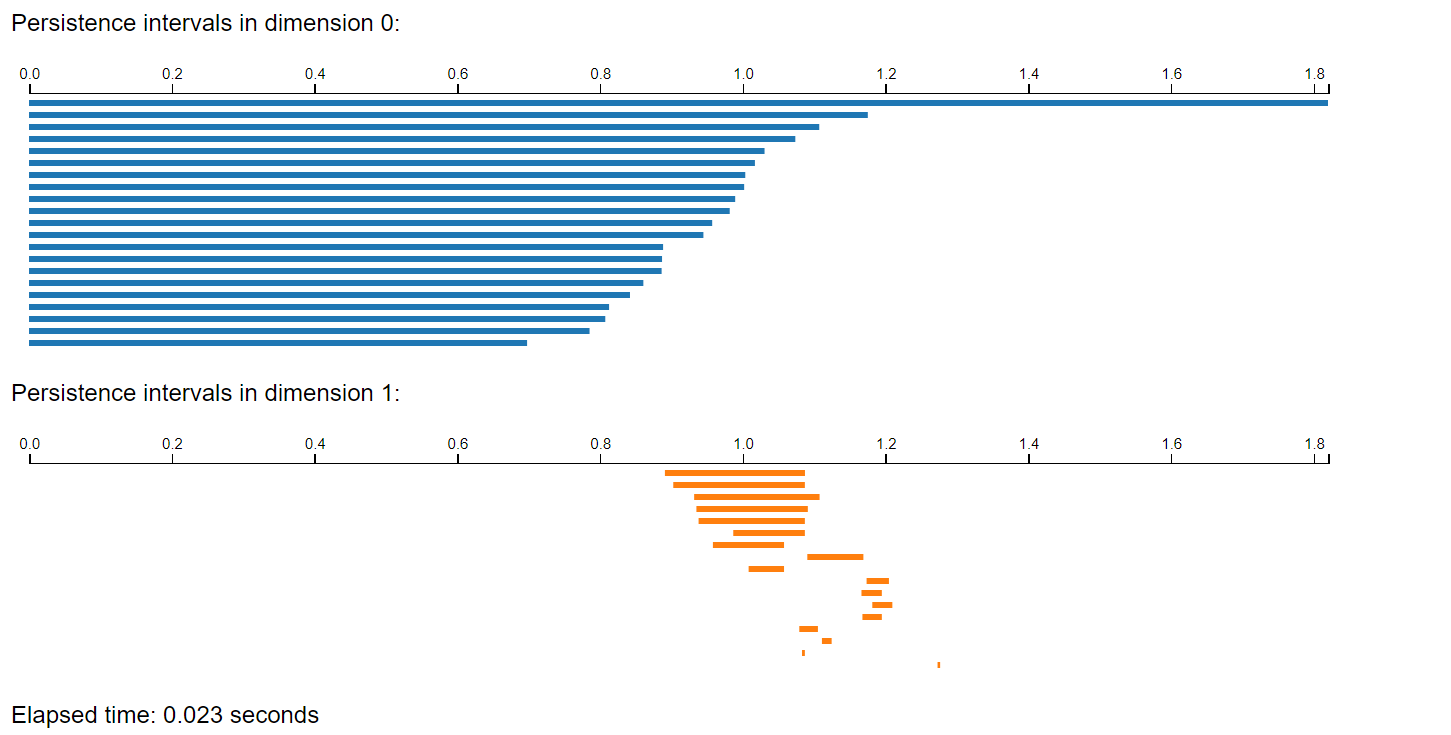 Persistence intervals in dimension 0:
0.0 0.2 0.4 0.6 0.8 1.0 1.2 1.4 1.6 1.8
Persistence intervals in dimension 1:
0.0 0.2 0.4 0.6 0.8 1.0 1.2 1.4 1.6 1.8
Elapsed time: 0.023 seconds